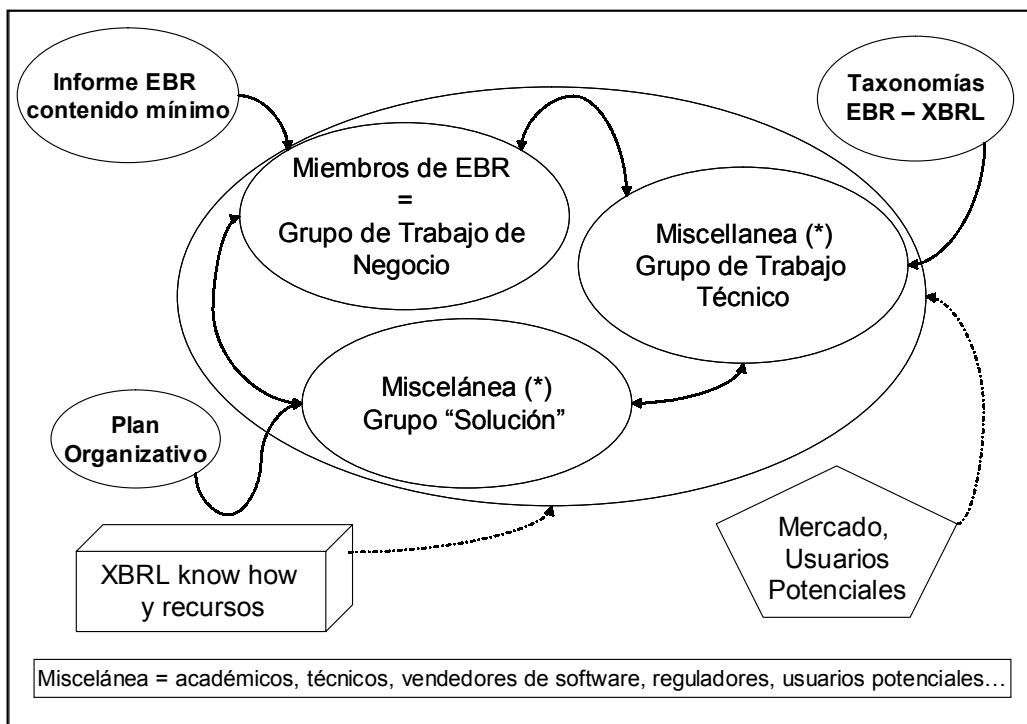 Informe EBR
contenido mínimo
Taxonomías
EBR – XBRL
Miembros de EBR
=
Grupo de Trabajo de
Negocio
Miscellanea (*)
Grupo de Trabajo
Técnico
Miscelánea (*)
Grupo “Solución”
Plan
Organizativo
XBRL know how
y recursos
Mercado,
Usuarios
Potenciales
Miscelánea = académicos, técnicos, vendedores de software, reguladores, usuarios potenciales…